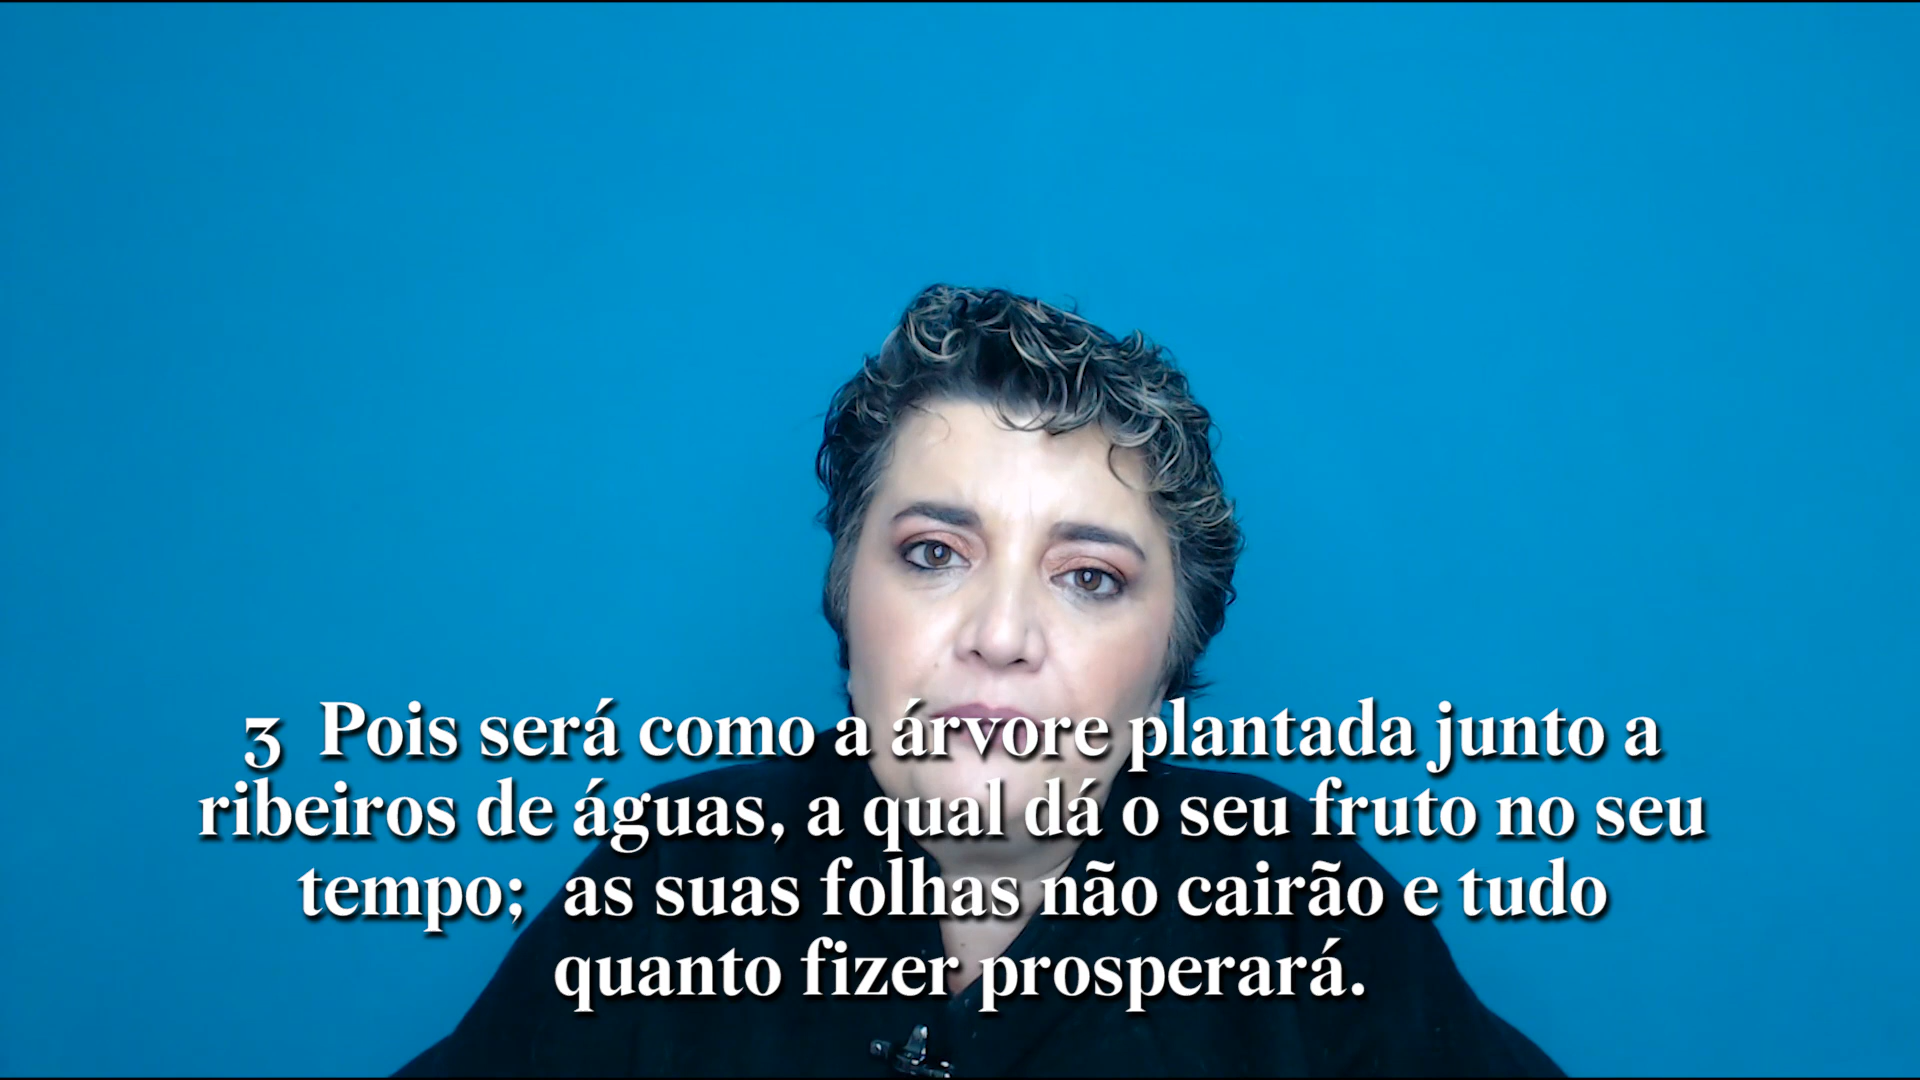 3 Pois será como a árvore plantada junto a
ribeiros de águas, a qual dá o seu fruto no seu
tempo; as suas folhas não cairão e tudo
quanto fizer prosperará.